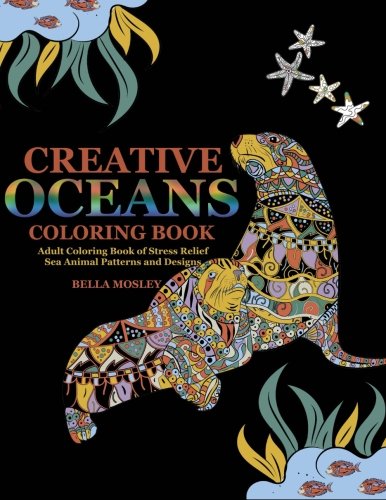 CREATIVE
OCEANS
COLORING BOOK
Adult Coloring Book of Stress Relief
Sea Animal Patterns and Designs
BELLA MOSLEY